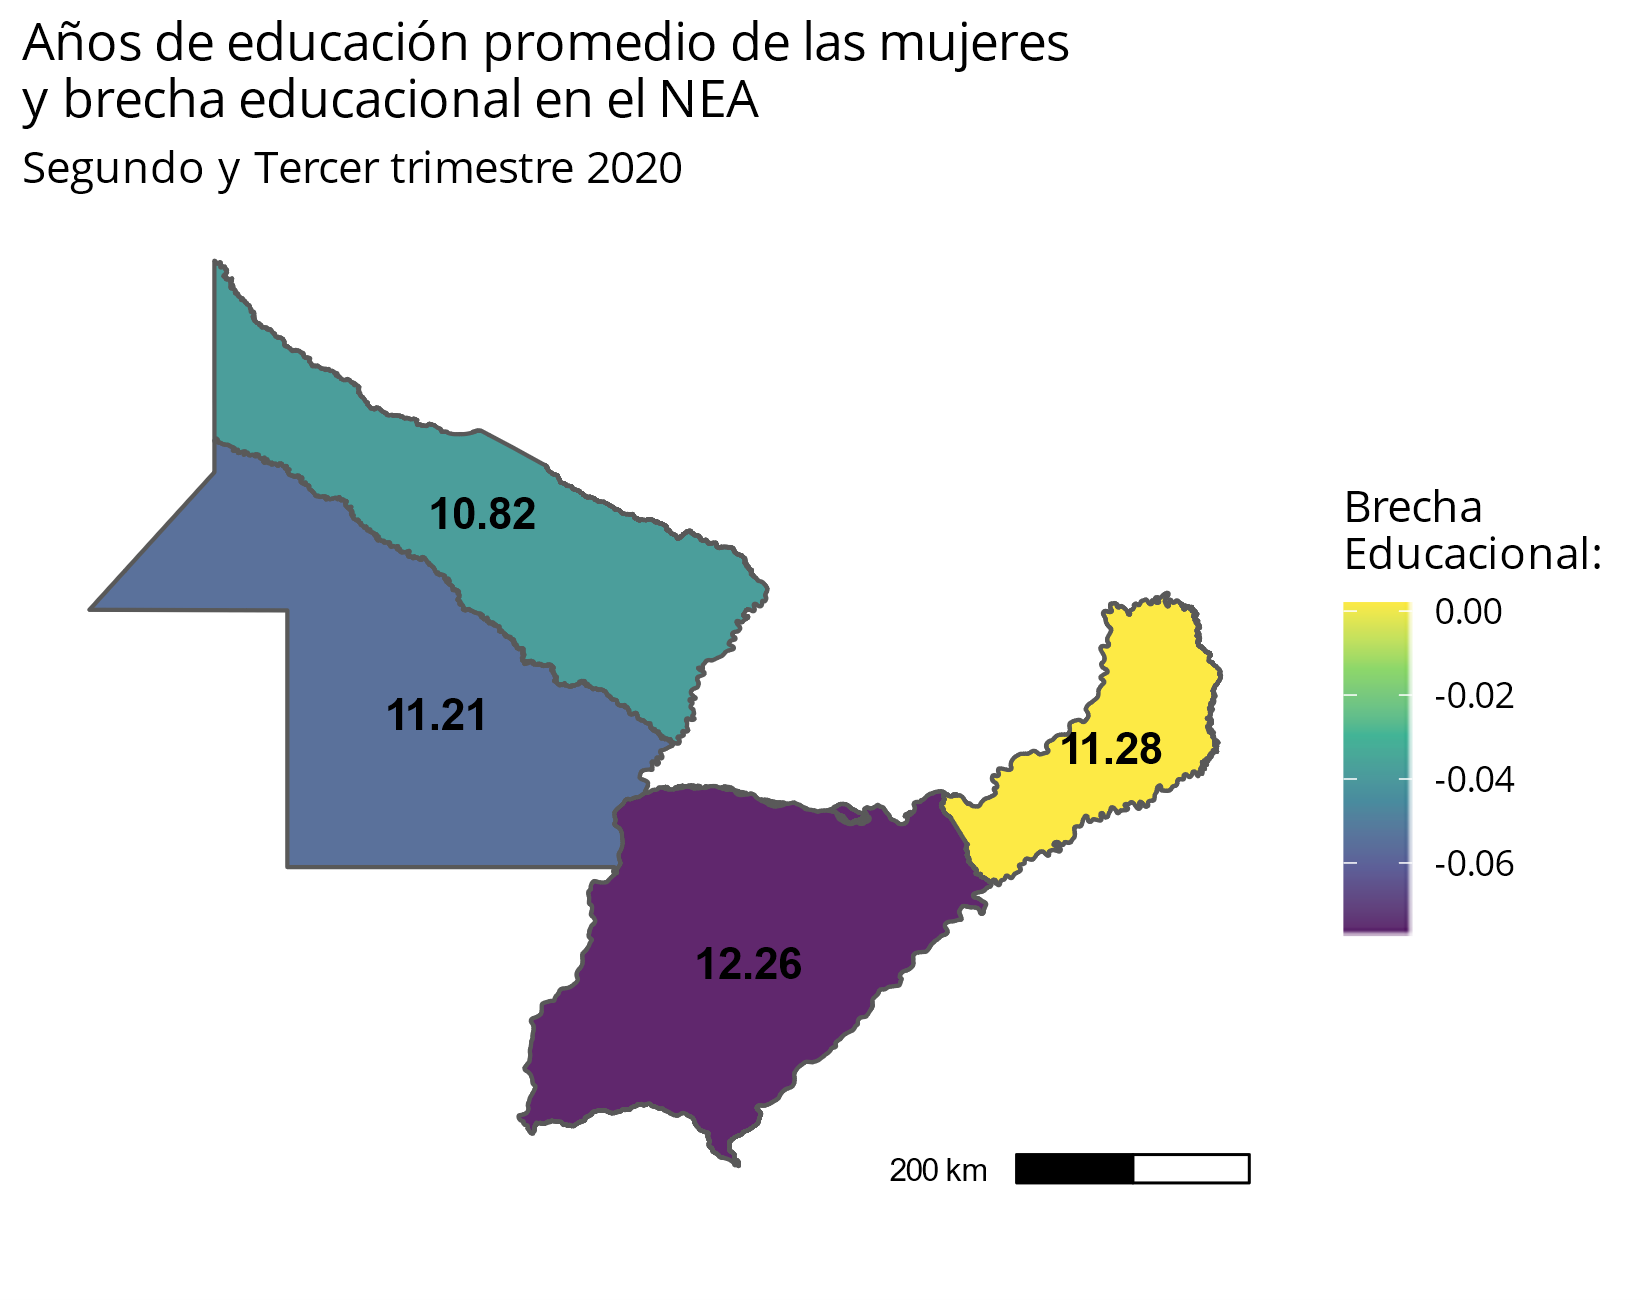 Años de educación promedio de las mujeres
y brecha educacional en el NEA
Segundo y Tercer trimestre 2020
10.82
11.21
11.28
12.26
Brecha
Educacional:
0.00
-0.02
-0.04
-0.06
200 km